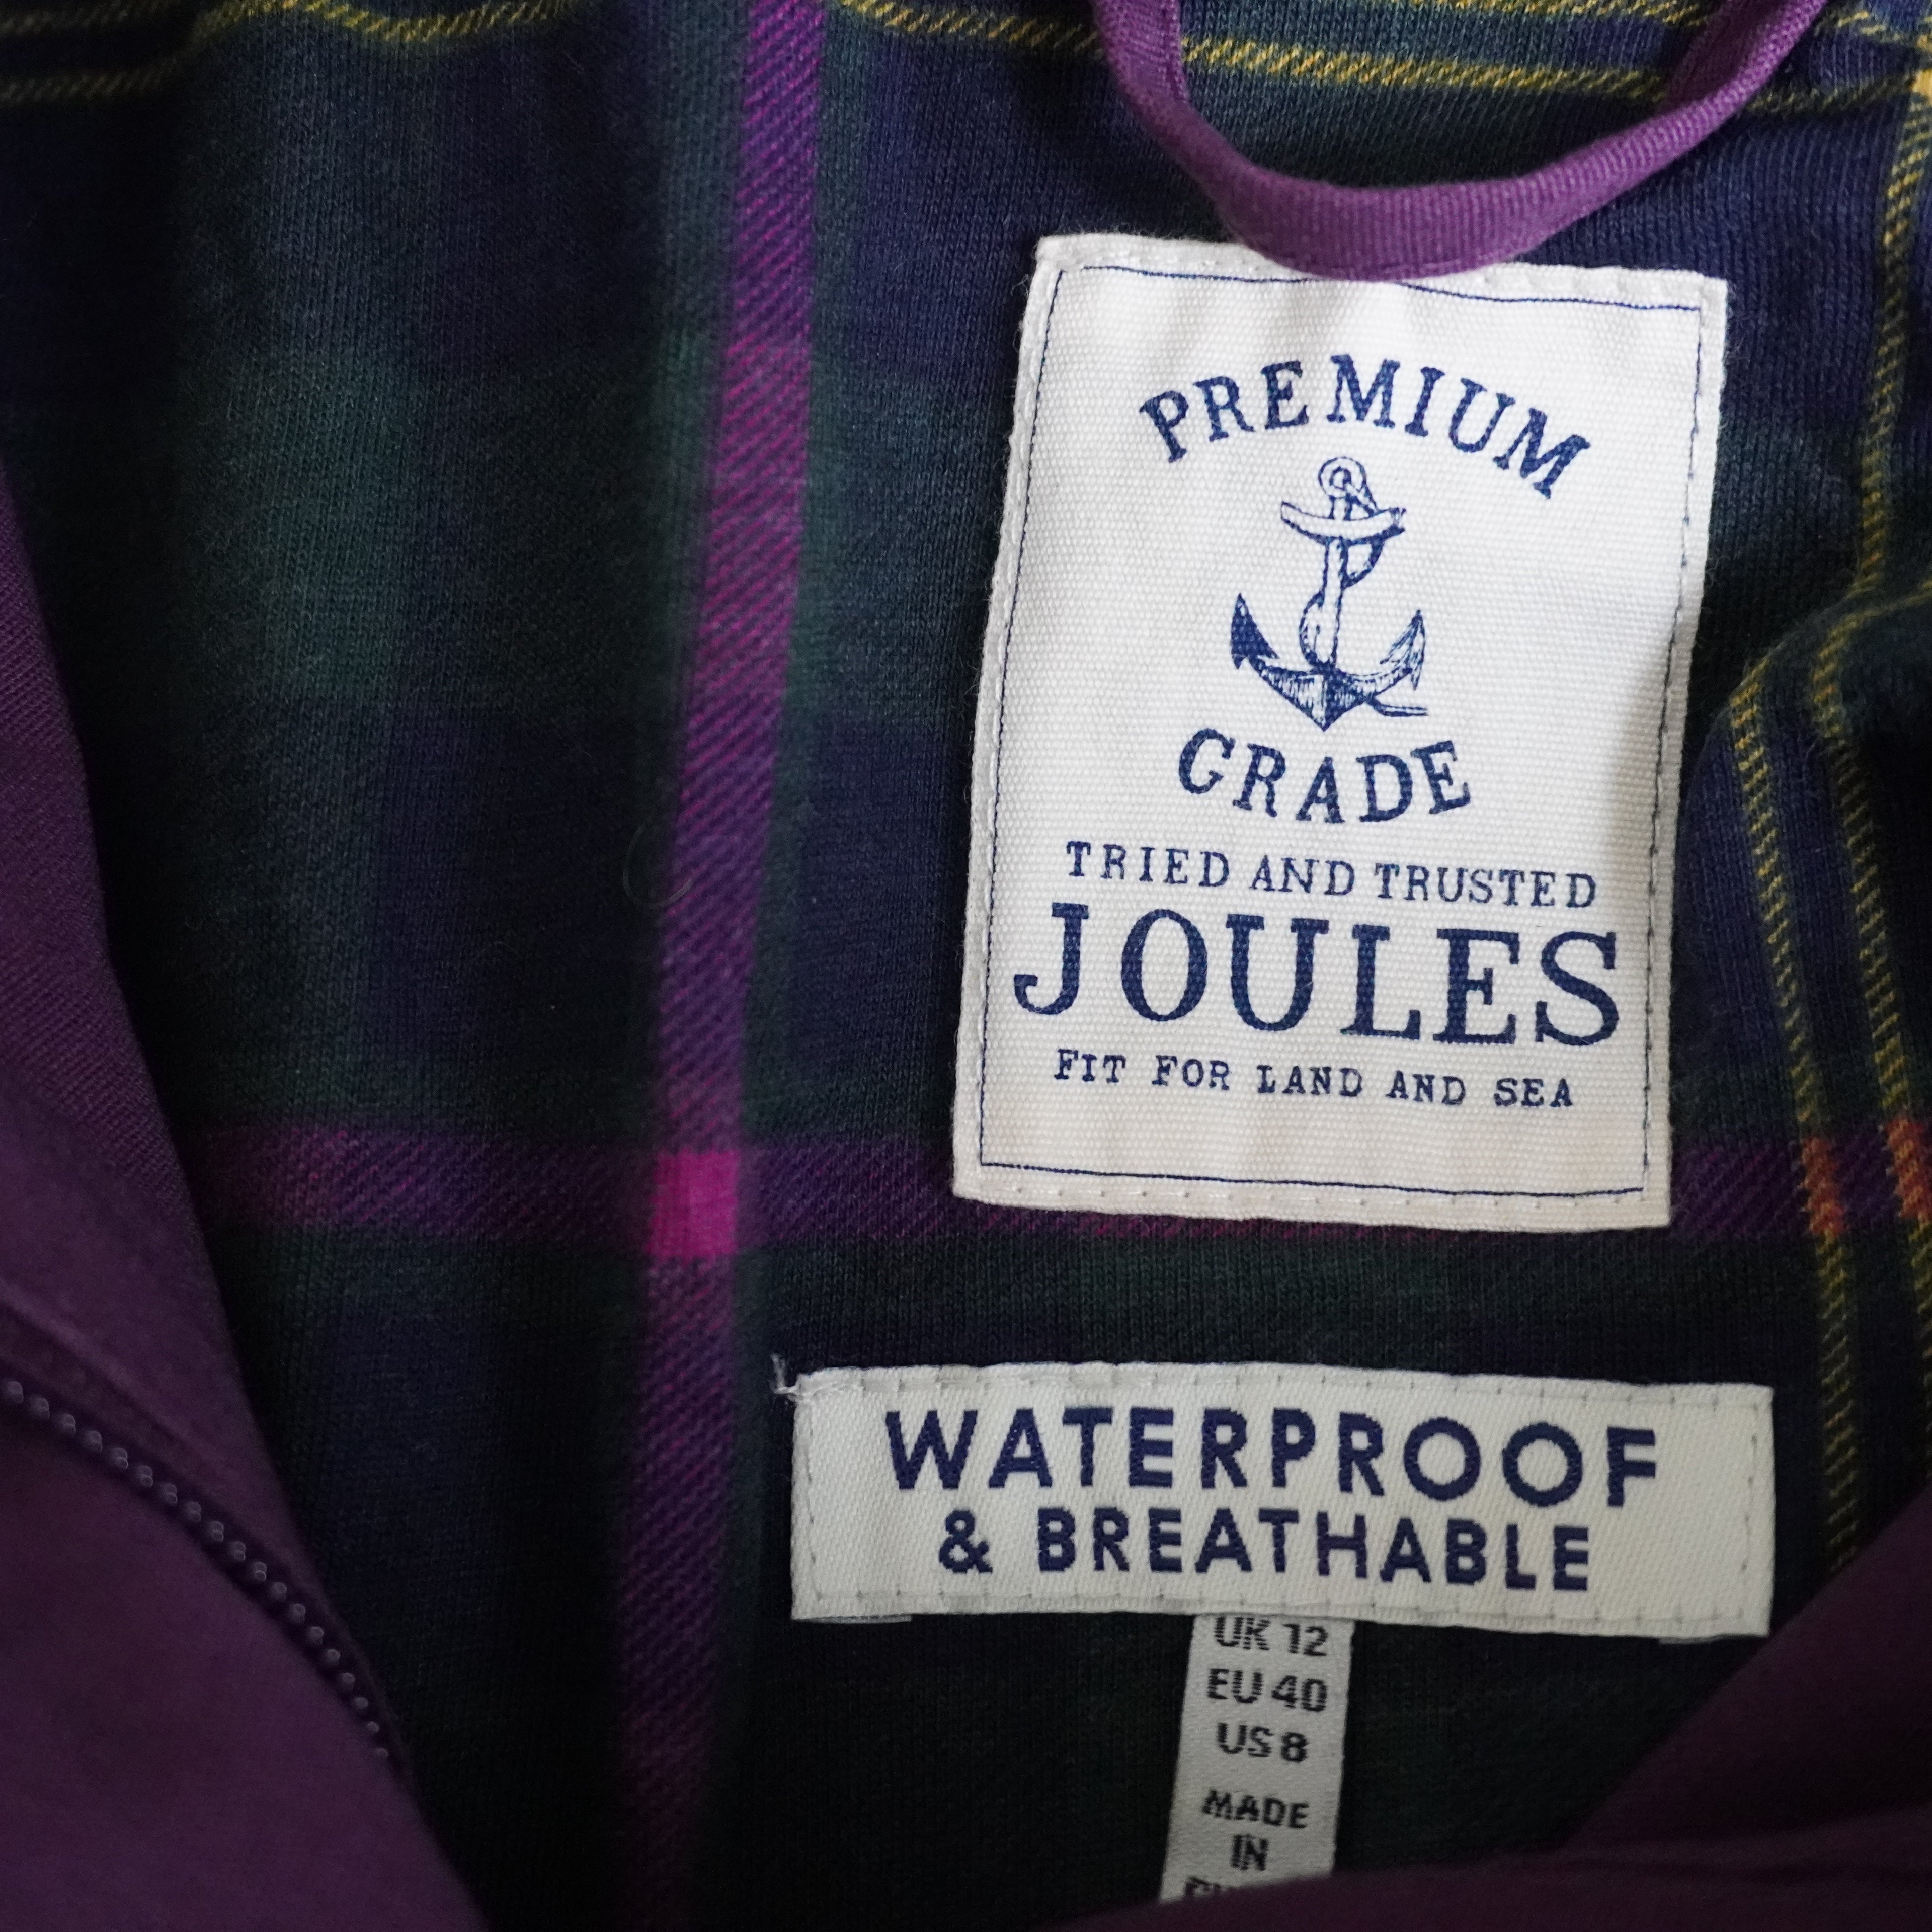 PREMIUM
GRADE
TRIED AND TRUSTED
JOULES
FIT FOR LAND AND SEA
WATERPROOF
& BREATHABLE
UK 12
EU 40
US 8
MADE
IN